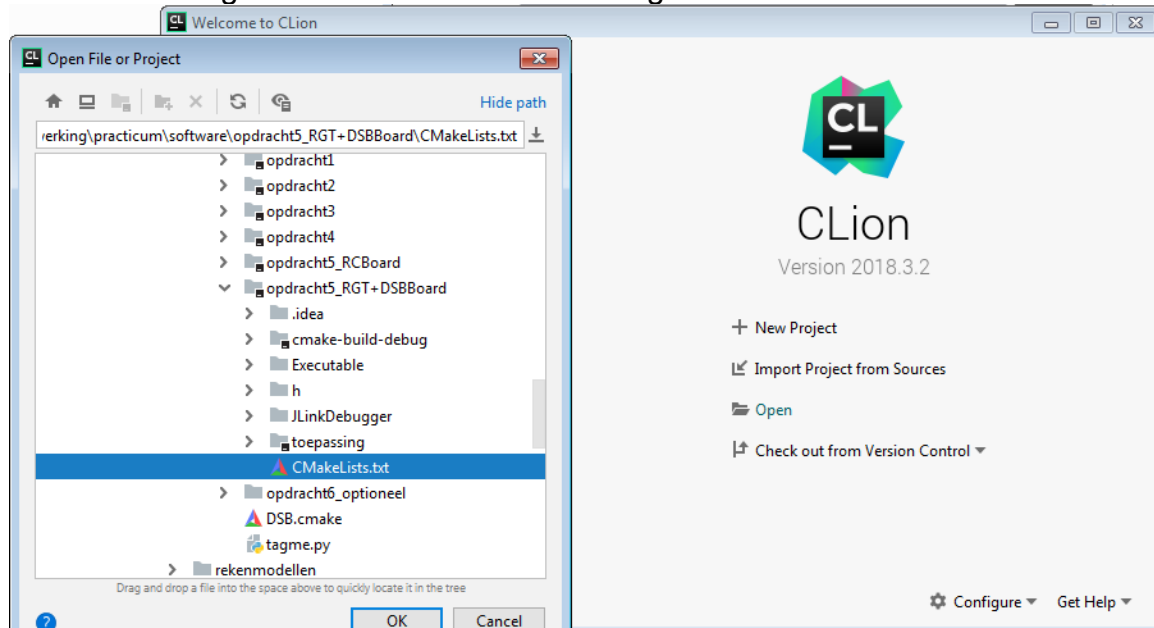 Welcome to CLion
CL Open File or Project
Hide path
erking\practicum\software\opdracht5_RGT+DSBBoard\CMakeLists.txt
opdracht1
opdracht2
opdracht3
opdracht4
opdracht5_RCBoard
opdracht5_RGT+DSBBoard
.idea
cmake-build-debug
Executable
h
JLinkDebugger
toepassing
CMakeLists.txt
opdracht6_optioneel
DSB.cmake
tagme.py
rekenmodellen
Drag and drop a file into the space above to quickly locate it in the tree
? OK Cancel
CL
CLion
Version 2018.3.2
New Project
Import Project from Sources
Open
Check out from Version Control
Configure Get Help